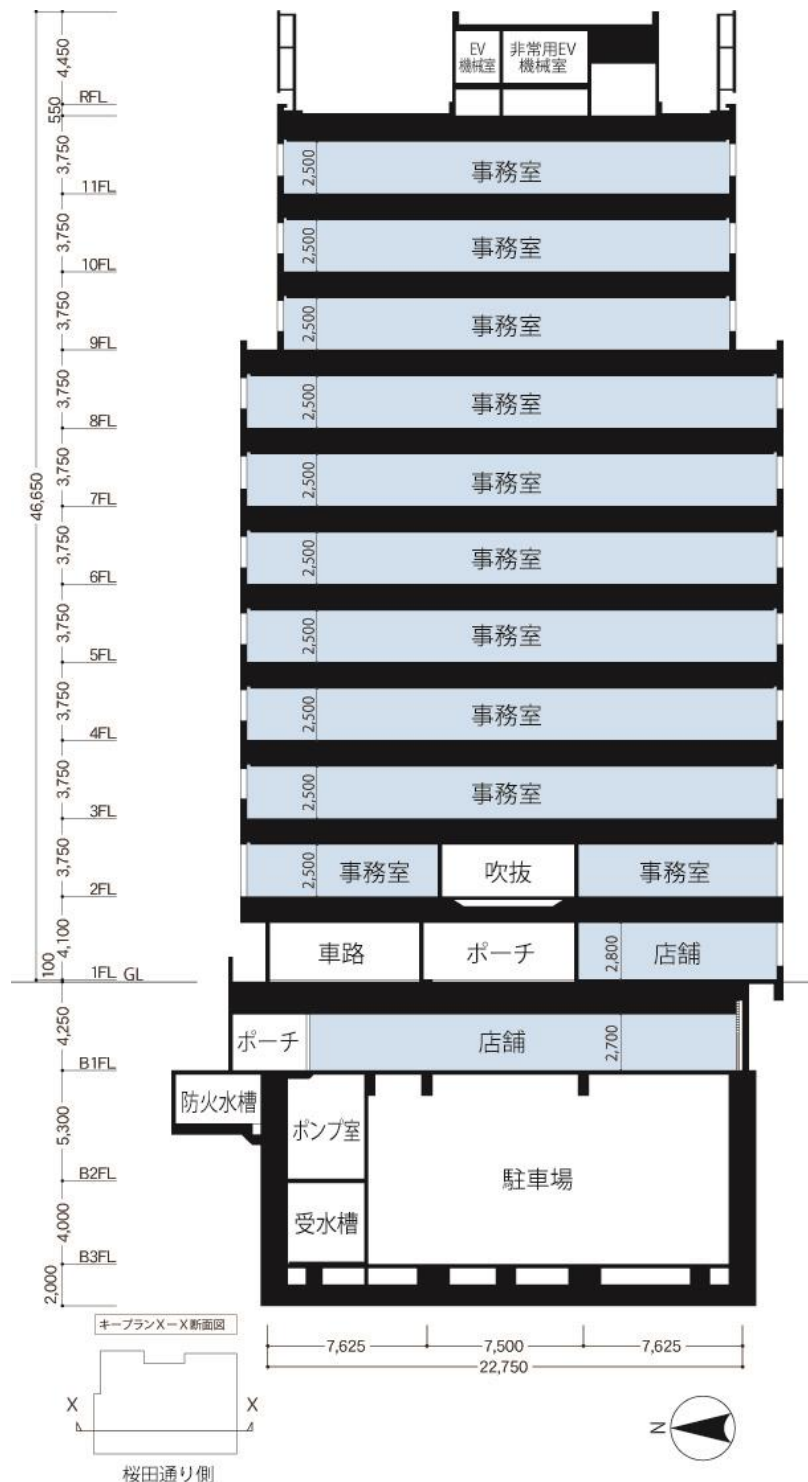 4,450
EV
機械室
非常用EV
機械室
RFL
550
3,750
2,500
事務室
11FL
3,750
2,500
事務室
10FL
3,750
2,500
事務室
9FL
3,750
2,500
事務室
8FL
46,650
3,750
2,500
事務室
7FL
3,750
2,500
事務室
6FL
3,750
2,500
事務室
5FL
3,750
2,500
事務室
4FL
3,750
2,500
事務室
3FL
3,750
2,500
事務室
吹抜
事務室
2FL
4,100
車路
ポーチ
2,800
店舗
100
1FL GL
4,250
ポーチ
店舗
2,700
B1FL
防火水槽
5,300
ポンプ室
駐車場
B2FL
4,000
受水槽
B3FL
2,000
キープランX－X断面図
7,625
7,500
7,625
22,750
X
X
N
桜田通り側